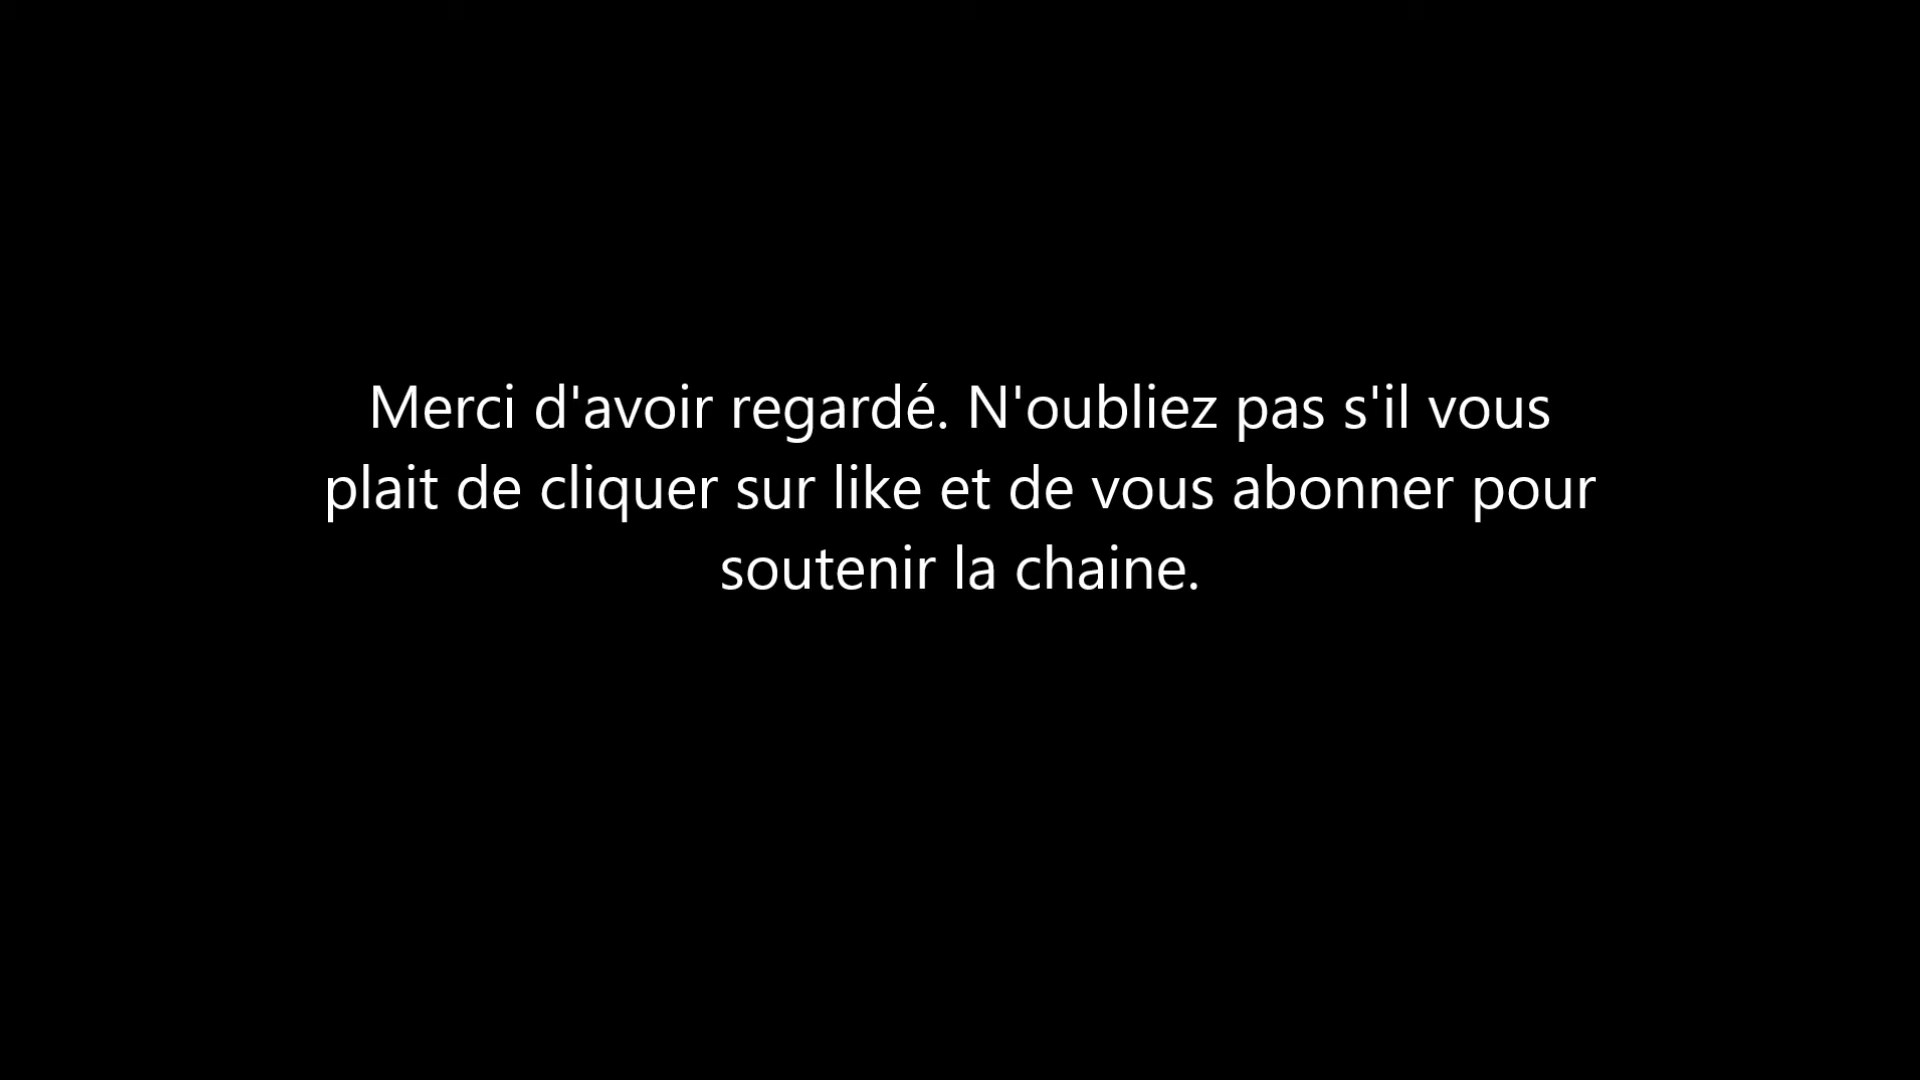 Merci d'avoir regardé. N'oubliez pas s'il vous
plait de cliquer sur like et de vous abonner pour
soutenir la chaine.